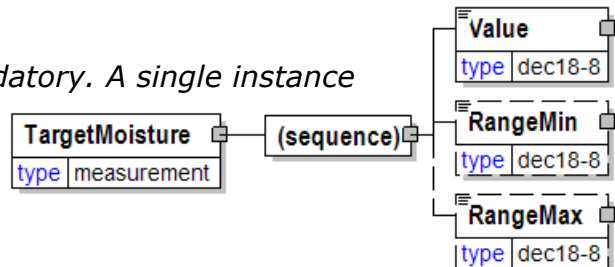 Value
type dec18-8
datory. A single instance
RangeMin
TargetMoisture (sequence)
type dec18-8
type measurement
RangeMax
type dec18-8